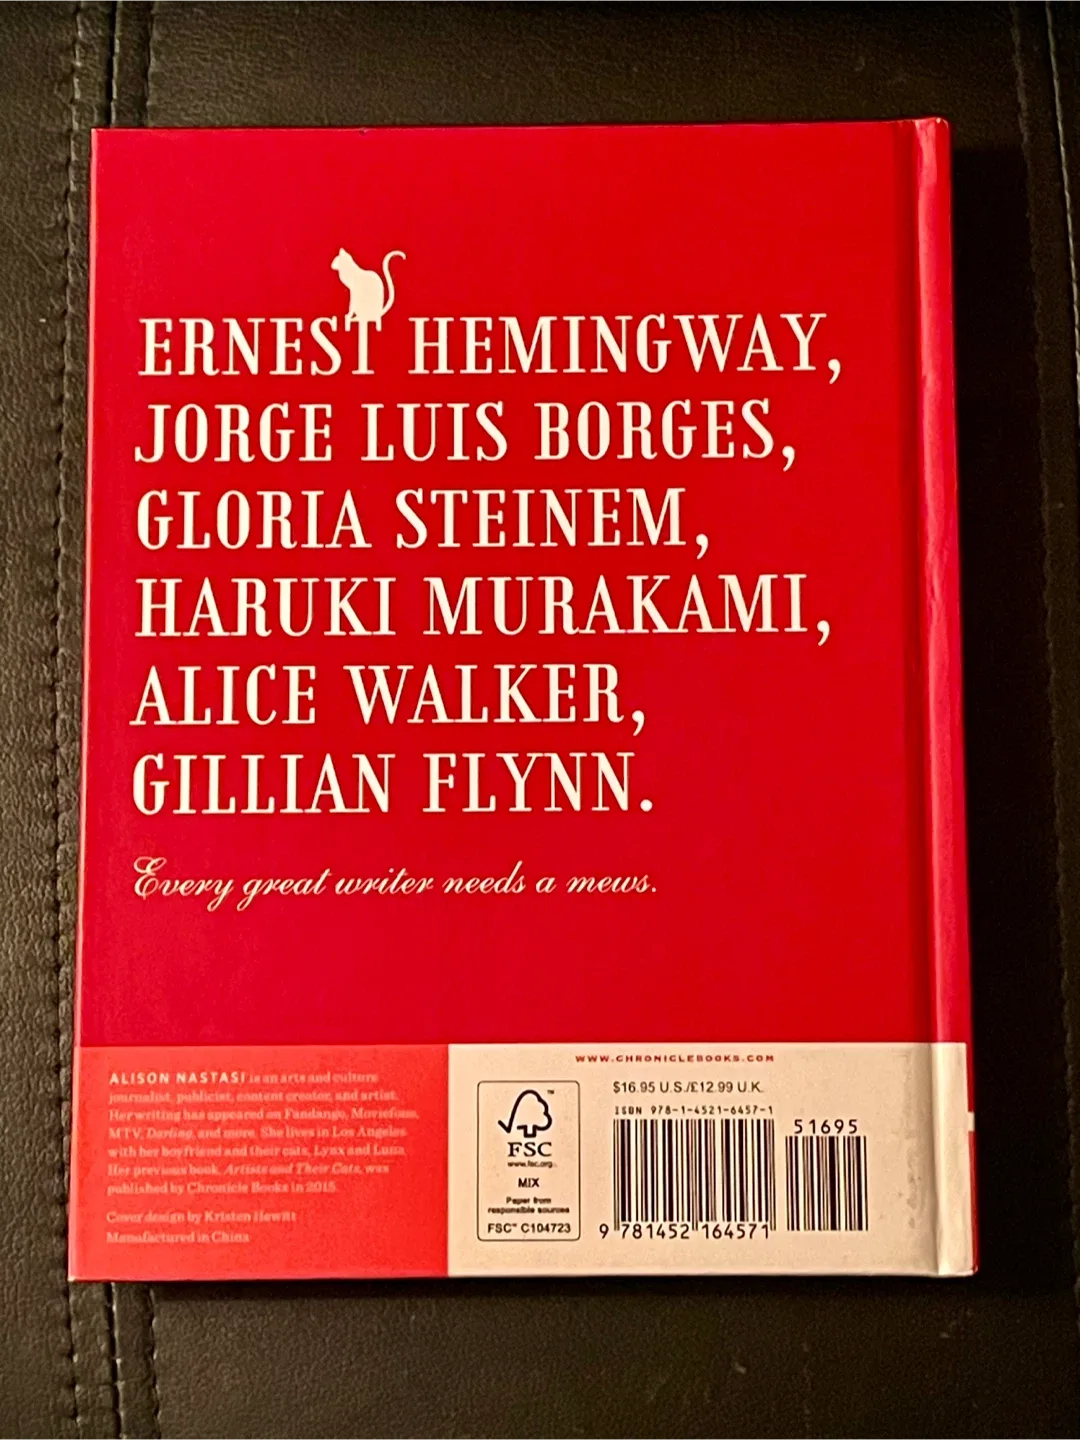 ERNEST HEMINGWAY,
JORGE LUIS BORGES,
GLORIA STEINEM,
HARUKI MURAKAMI,
ALICE WALKER,
GILLIAN FLYNN.
Every great writer needs a mews.
ALISON NASTASI is an arts and culture
journalist, publicist, content creator, and artist.
Her writing has appeared on Fandango, Moviefone,
MTV, Darling, and more. She lives in Los Angeles
with her boyfriend and their cats, Lynx and Luna.
Her previous book, Artists and Their Cats, was
published by Chronicle Books in 2015.
Cover design by Kristen Hewitt
Manufactured in China
WWW.CHRONICLEBOOKS.COM
FSC
www.fsc.org
MIX
Paper from
responsible sources
FSC™ C104723
$16.95 U.S./£12.99 U.K.
ISBN 978-1-4521-6457-1
51695
9 781452 164571